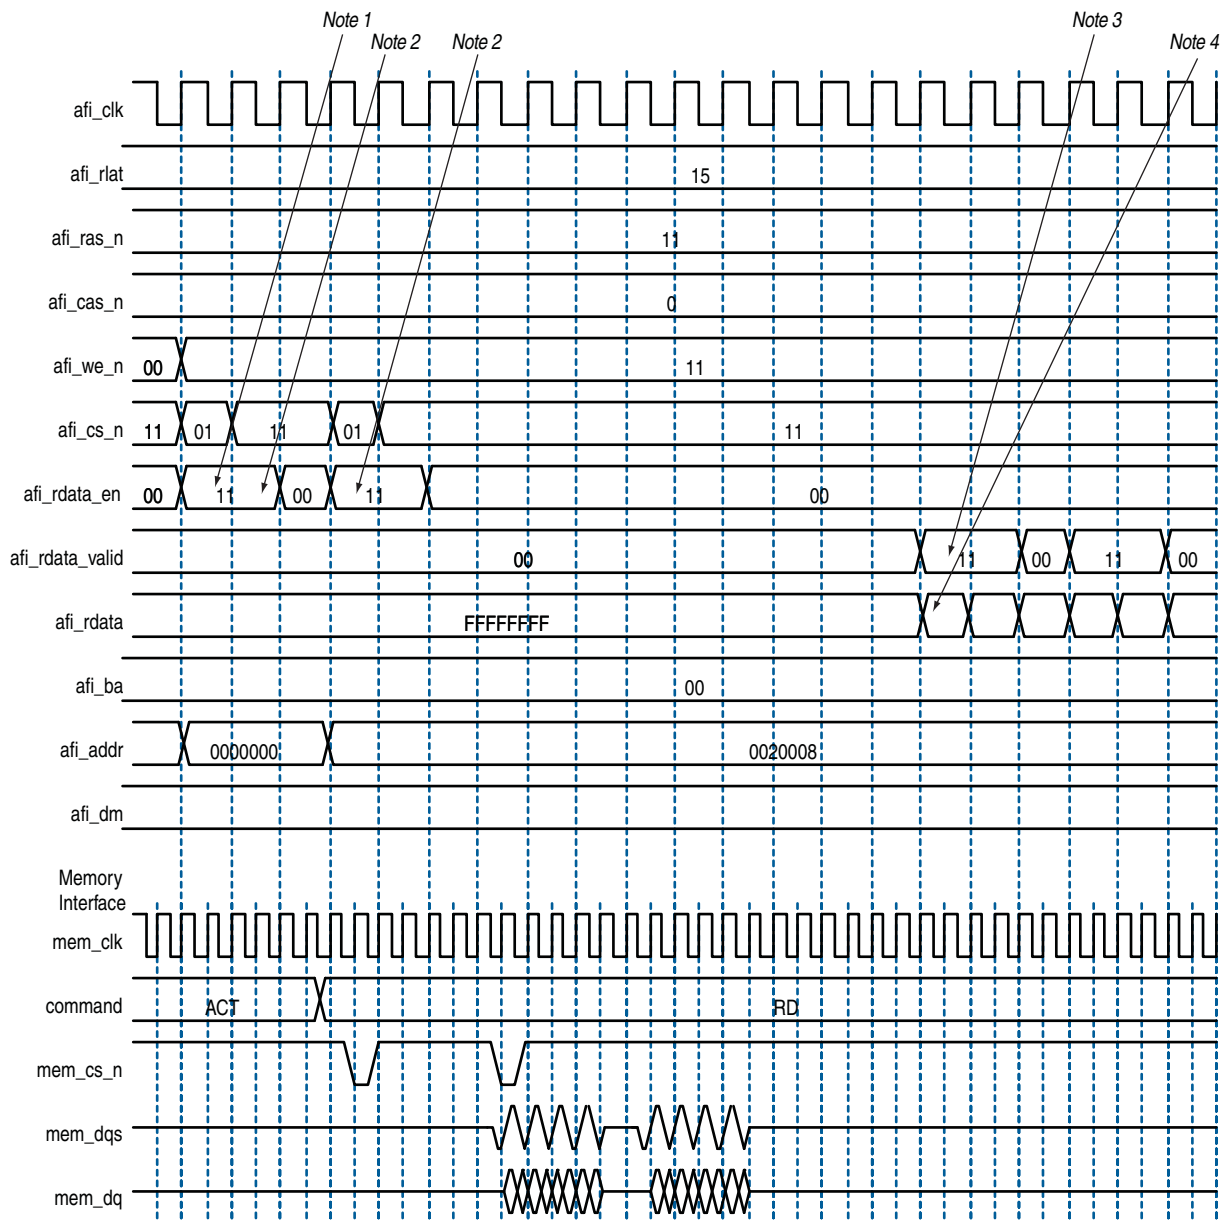 Note 1
Note 2
Note 2
Note 3
Note 4
afi_clk
afi_rlat 15
afi_ras_n 11
afi_cas_n 0
afi_we_n 00 11
afi_cs_n 11 01 11 01 11
afi_rdata_en 00 11 00 11 00
afi_rdata_valid 00 11 00 11 00
afi_rdata FFFFFFFF
afi_ba 00
afi_addr 0000000 0020008
afi_dm
Memory
Interface
mem_clk
command ACT RD
mem_cs_n
mem_dqs
mem_dq